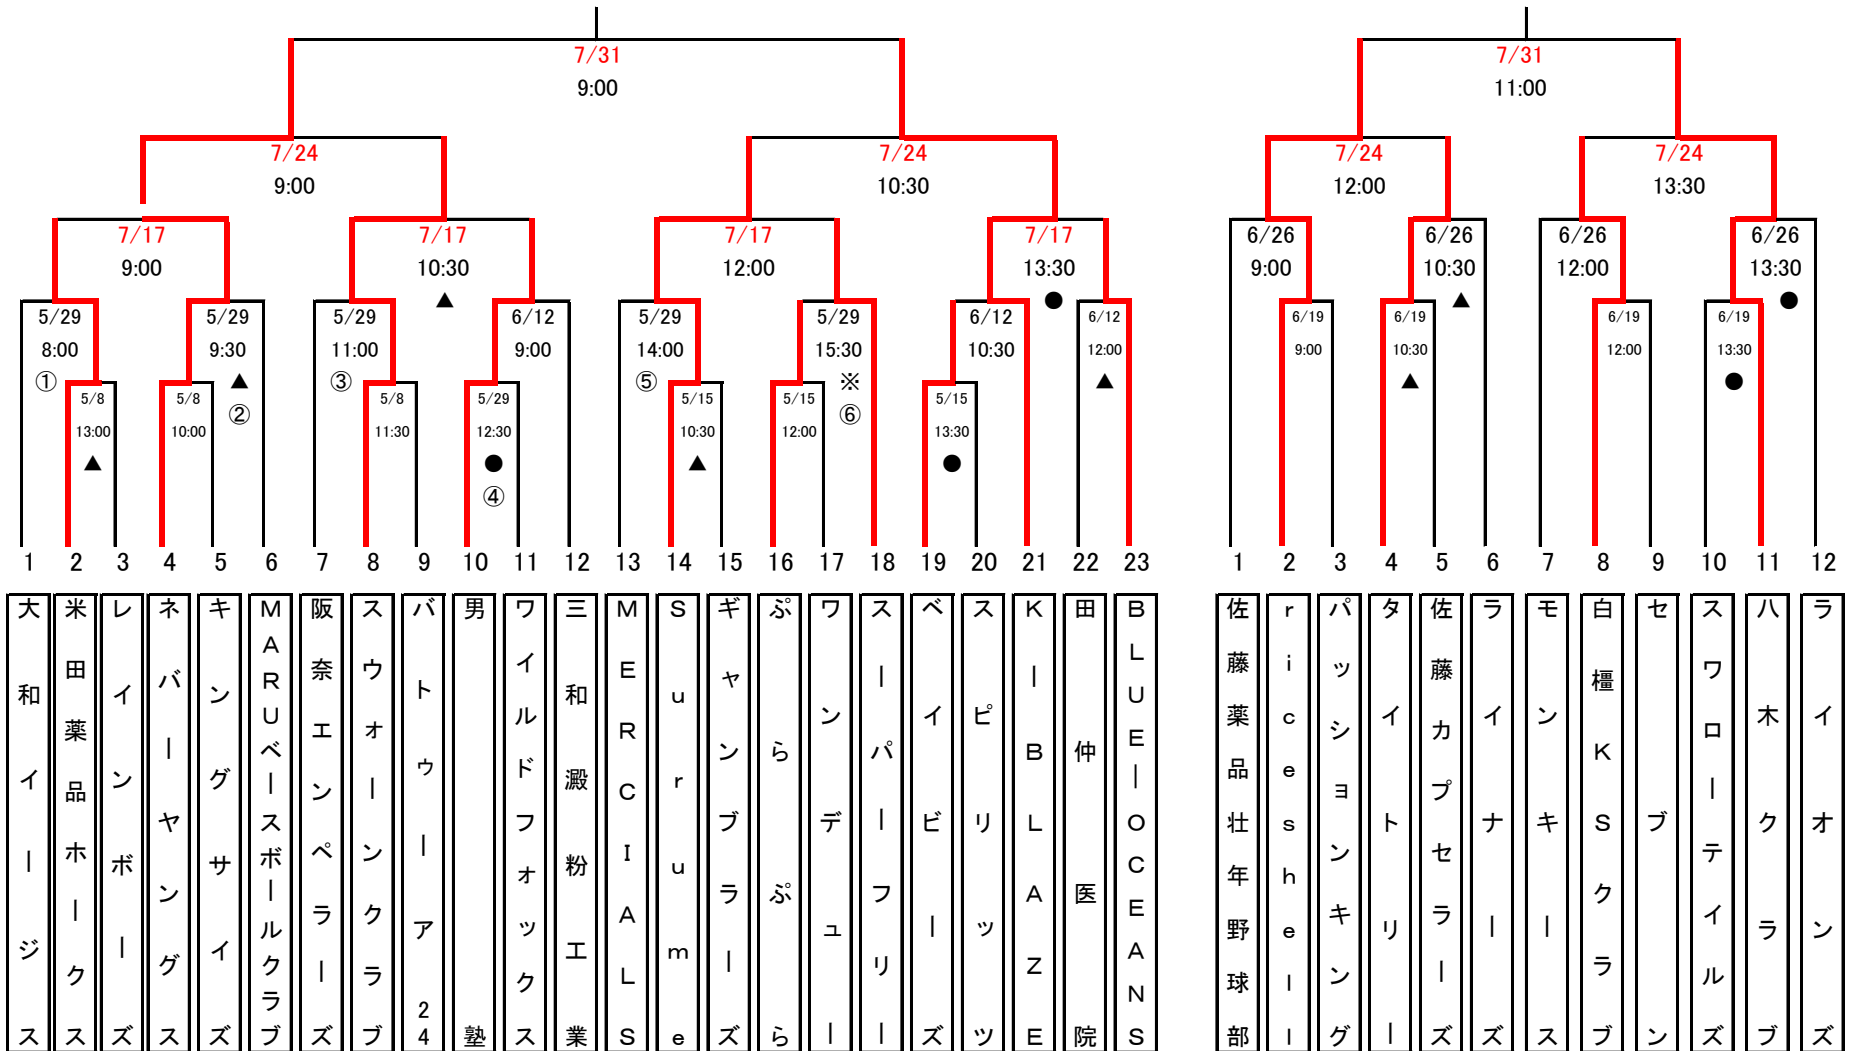 7/31 7/31
9:00 11:00
7/24 7/24 7/24 7/24
9:00 10:30 12:00 13:30
7/17 7/17 7/17 7/17 6/26 6/26 6/26 6/26
9:00 10:30 12:00 13:30 9:00 10:30 12:00 13:30
▲ ● ▲ ●
5/29 5/29 5/29 6/12 5/29 5/29 6/12 6/12 6/19 6/19 6/19 6/19
8:00 9:30 11:00 9:00 14:00 15:30 10:30 12:00 9:00 10:30 12:00 13:30
① ▲ ③ ⑤ ※ ▲ ▲ ●
5/8 5/8 5/8 5/29 5/15 5/15 5/15
② ⑥
13:00 10:00 11:30 12:30 10:30 12:00 13:30
▲ ● ▲ ●
④
1 2 3 4 5 6 7 8 9 10 11 12 13 14 15 16 17 18 19 20 21 22 23 1 2 3 4 5 6 7 8 9 10 11 12
大和イージス
米田薬品ホークス
レインボーズ
ネバーヤングス
キングサイズ
MARUベースボールクラブ
阪奈エンペラーズ
スウォーンクラブ
バトゥーア24
男塾
ワイルドフォックス
三和澱粉工業
MERCIALS
Surume
ギャンブラーズ
ぷらぷら
ワンデュー
スーパーフリー
ベイビーズ
スピリッツ
K－BLAZE
田仲医院
BLUE－OCEANS
佐藤薬品壮年野球部
riceshell
パッションキング
タイトリー
佐藤カプセラーズ
ライナーズ
モンキース
白橿KSクラブ
セブン
スワローテイルズ
八木クラブ
ライオンズ